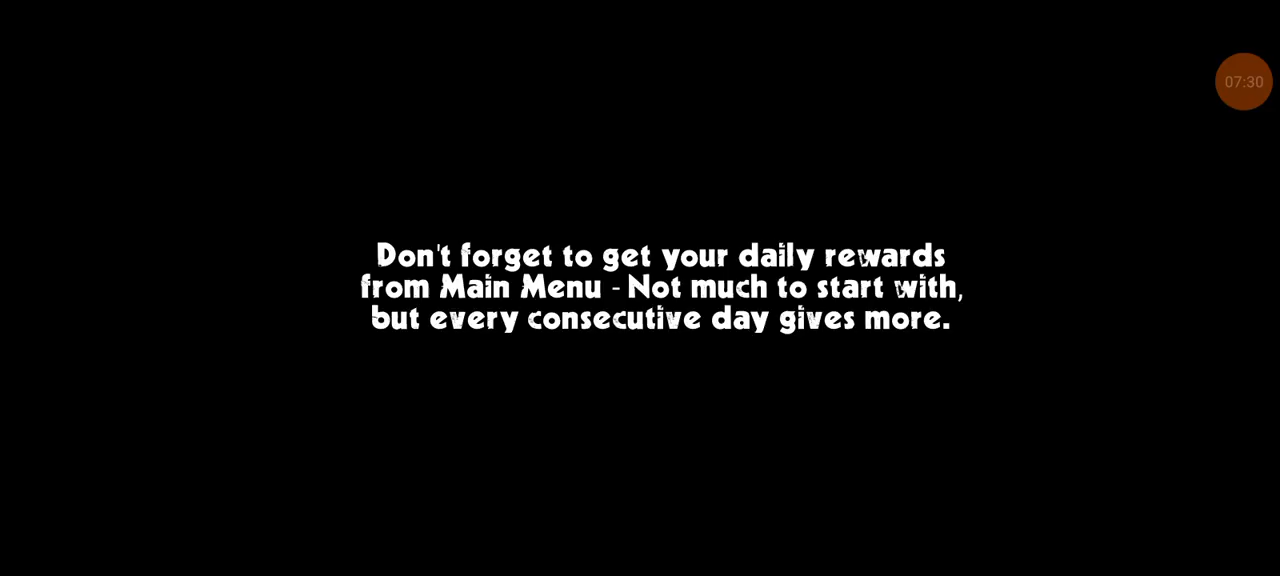 07:30
Don't forget to get your daily rewards
from Main Menu - Not much to start with,
but every consecutive day gives more.